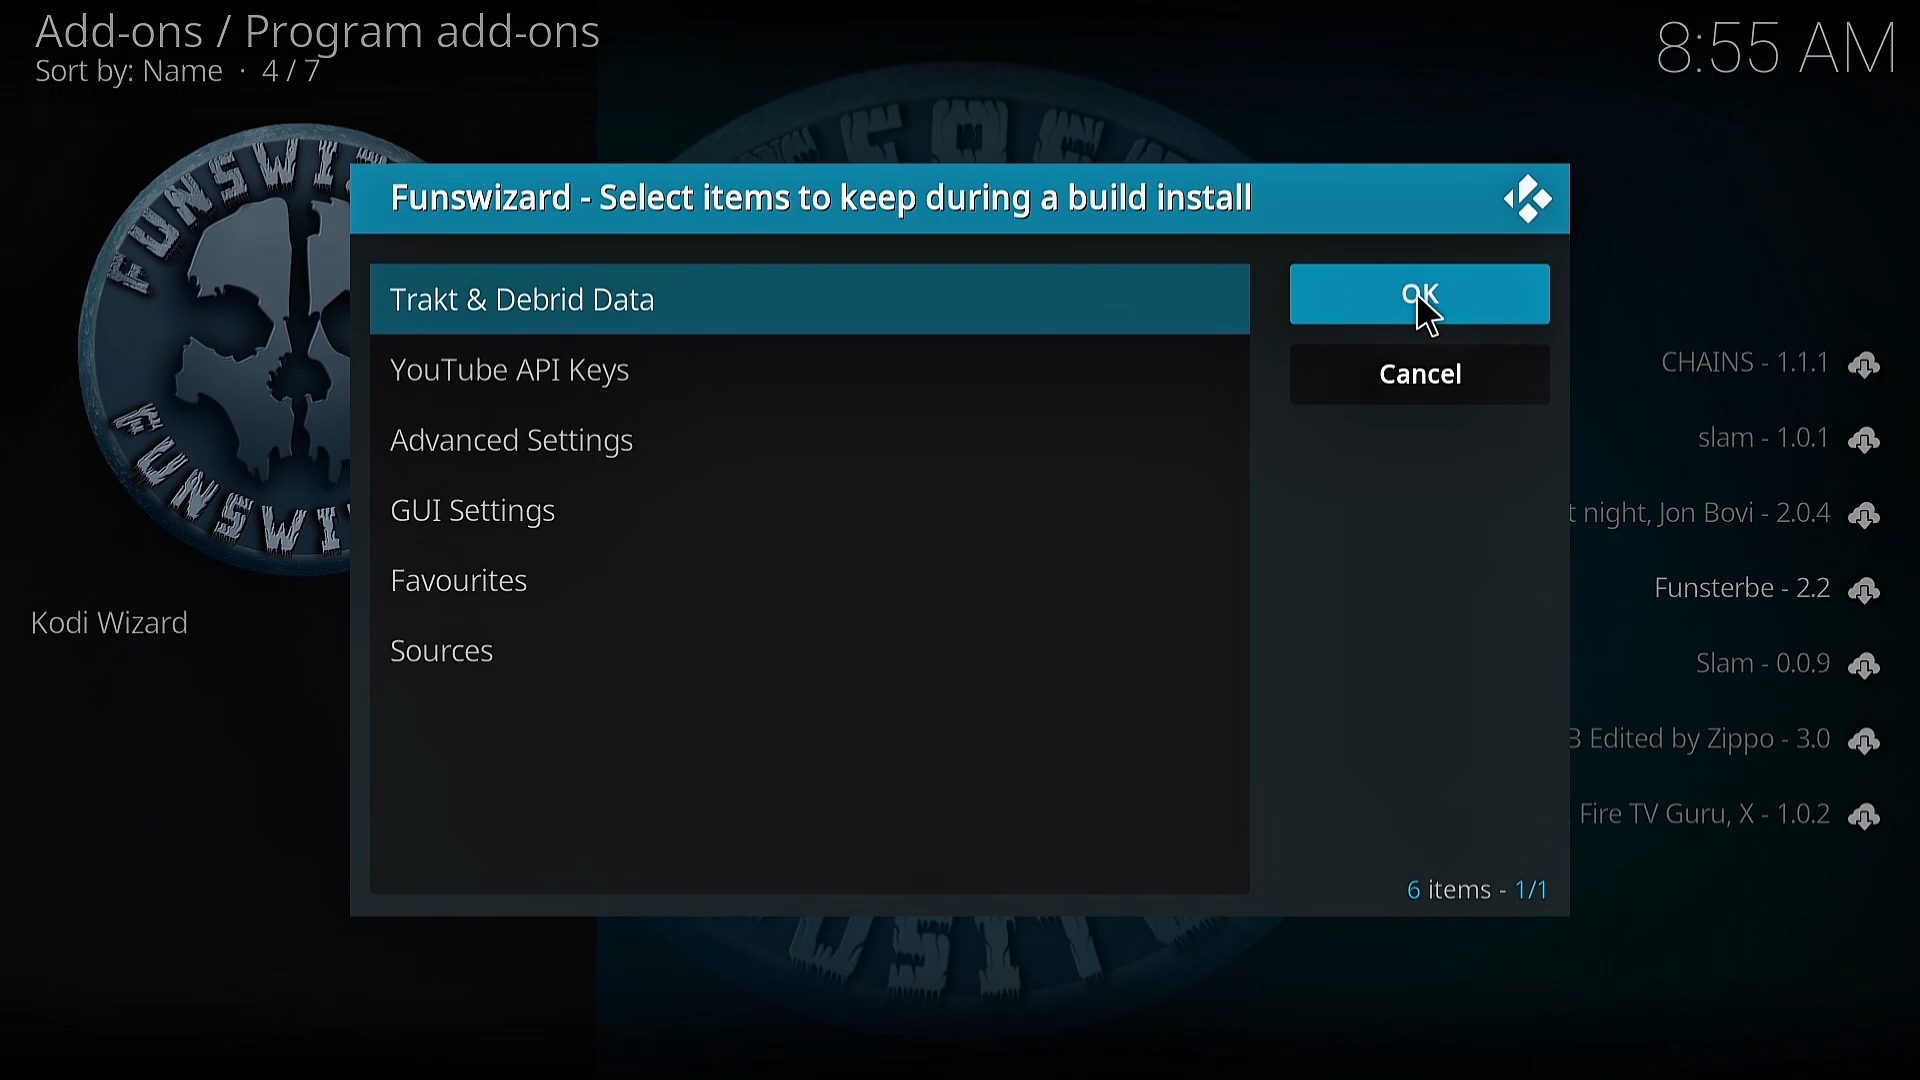 Add-ons / Program add-ons
Sort by: Name · 4 / 7
8:55 AM
FUNSWI
FUNSWI
Kodi Wizard
Funswizard - Select items to keep during a build install
Trakt & Debrid Data
YouTube API Keys
Advanced Settings
GUI Settings
Favourites
Sources
OK
Cancel
6 items - 1/1
CHAINS - 1.1.1
slam - 1.0.1
t night, Jon Bovi - 2.0.4
Funsterbe - 2.2
Slam - 0.0.9
B Edited by Zippo - 3.0
Fire TV Guru, X - 1.0.2